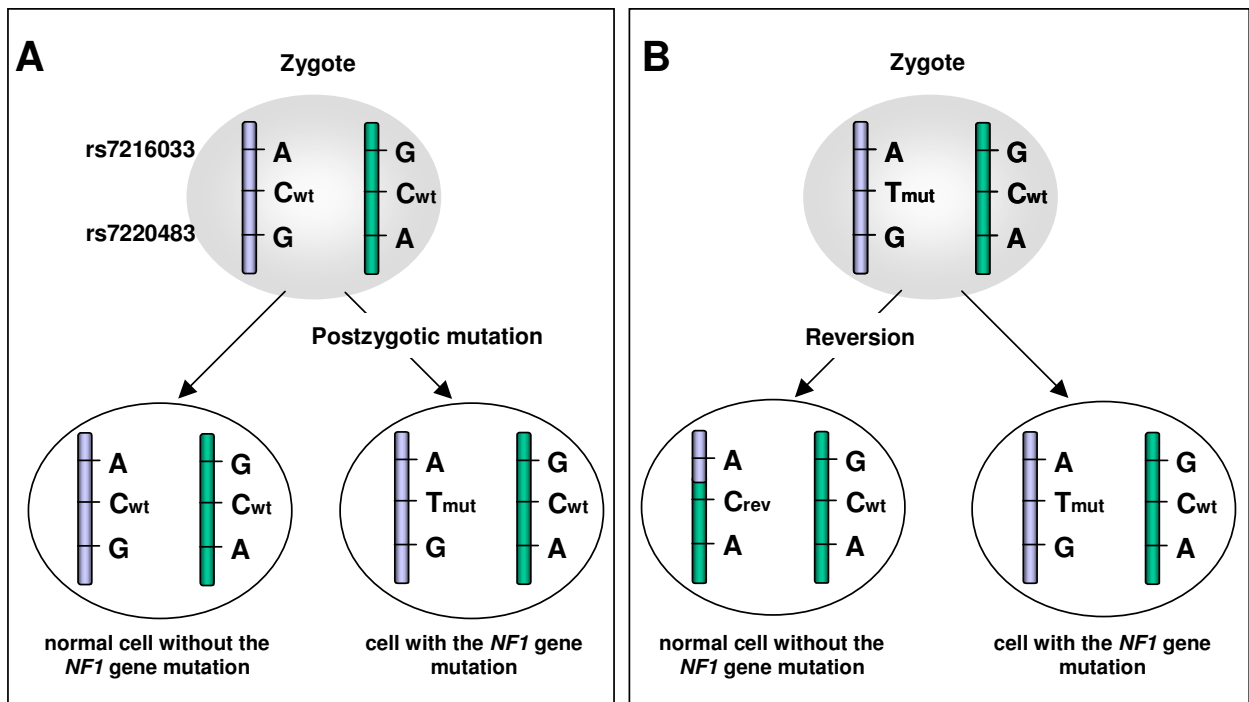 A
Zygote
rs7216033
A
G
Cwt
Cwt
rs7220483
G
A
Postzygotic mutation
A
G
Cwt
Cwt
G
A
A
G
Tmut
Cwt
G
A
normal cell without the
NF1 gene mutation
cell with the NF1 gene
mutation
B
Zygote
A
G
Tmut
Cwt
G
A
Reversion
A
G
Crev
Cwt
A
A
A
G
Tmut
Cwt
G
A
normal cell without the
NF1 gene mutation
cell with the NF1 gene
mutation